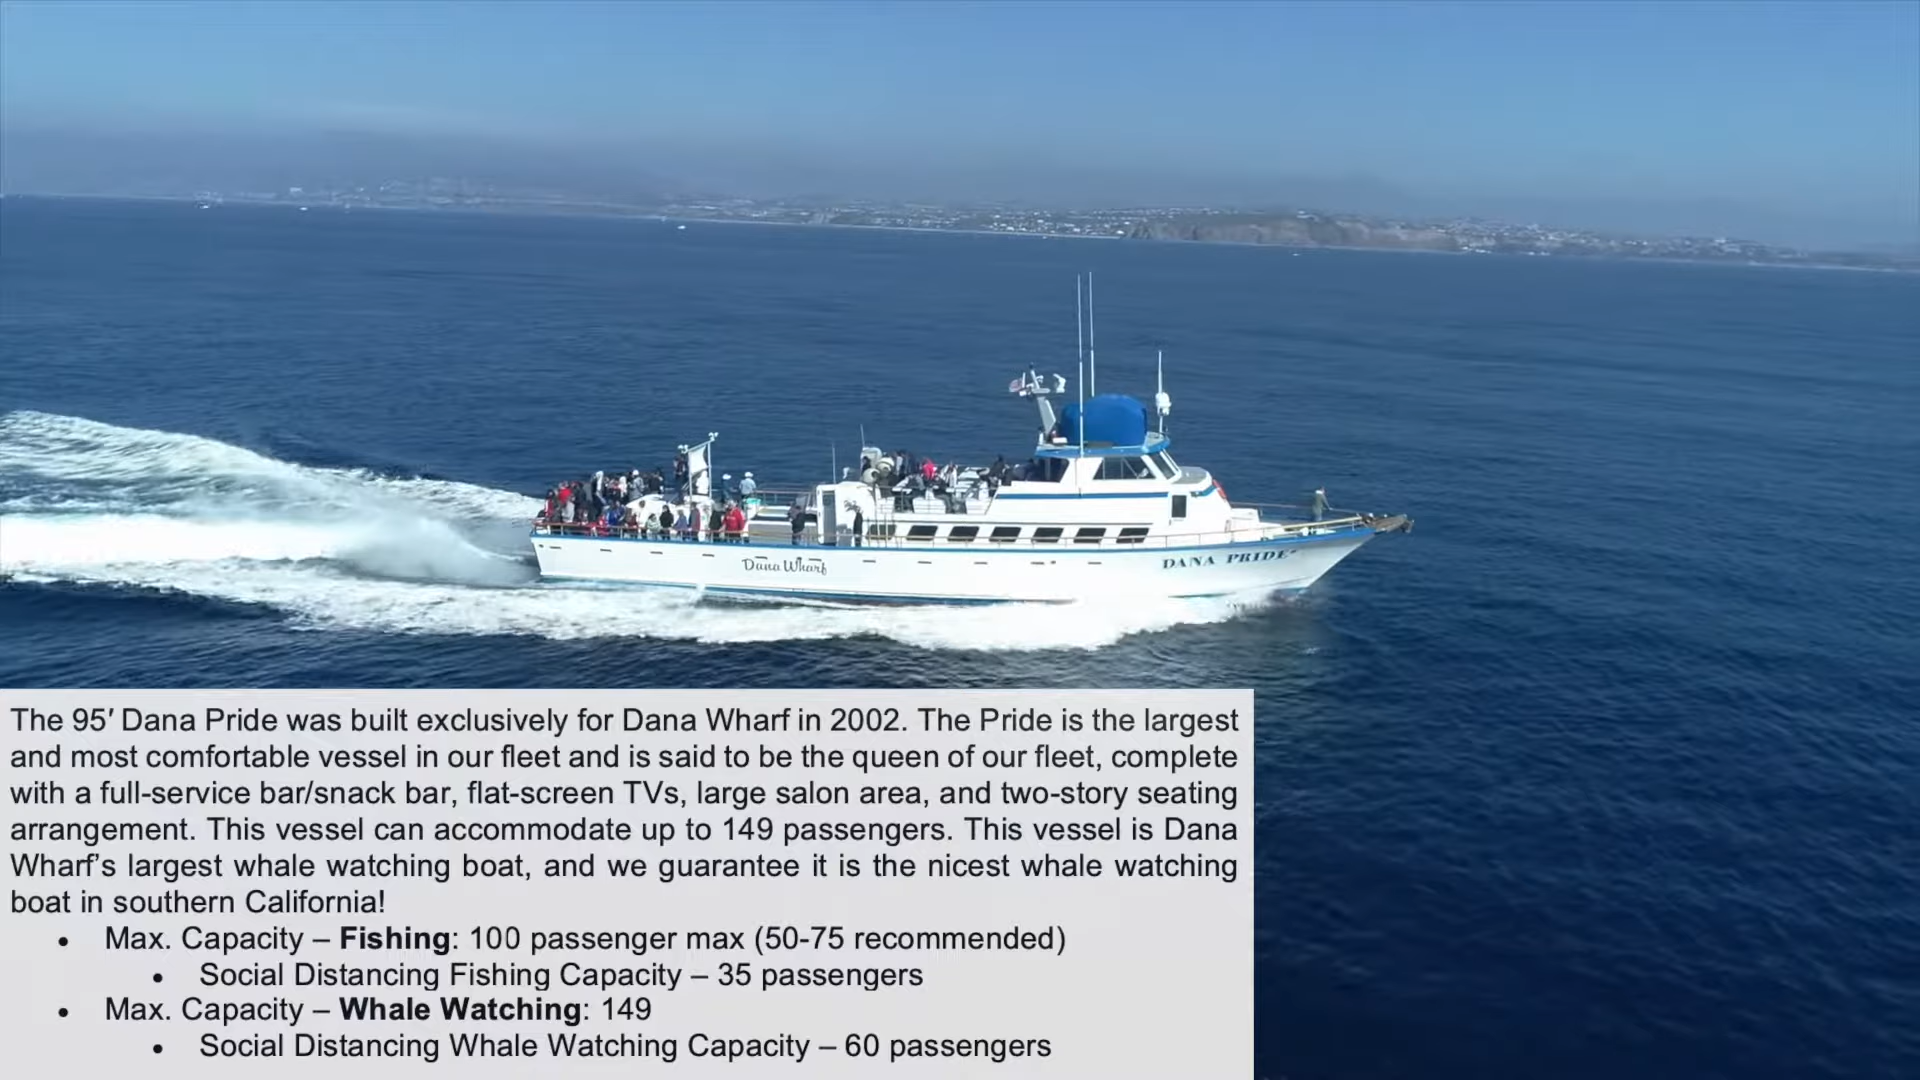 Dana Wharf
DANA PRIDE
The 95′ Dana Pride was built exclusively for Dana Wharf in 2002. The Pride is the largest
and most comfortable vessel in our fleet and is said to be the queen of our fleet, complete
with a full-service bar/snack bar, flat-screen TVs, large salon area, and two-story seating
arrangement. This vessel can accommodate up to 149 passengers. This vessel is Dana
Wharf’s largest whale watching boat, and we guarantee it is the nicest whale watching
boat in southern California!
• Max. Capacity – Fishing: 100 passenger max (50-75 recommended)
• Social Distancing Fishing Capacity – 35 passengers
• Max. Capacity – Whale Watching: 149
• Social Distancing Whale Watching Capacity – 60 passengers